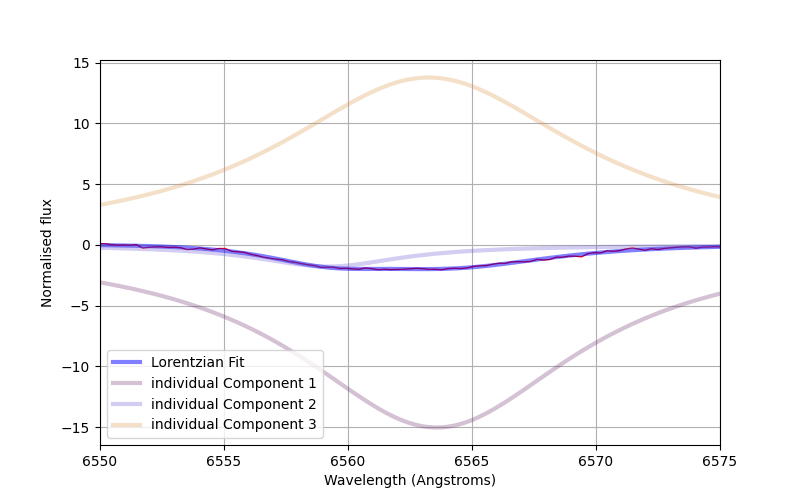 15
10
5
0
−5
−10
−15
Normalised flux
Lorentzian Fit
individual Component 1
individual Component 2
individual Component 3
6550 6555 6560 6565 6570 6575
Wavelength (Angstroms)